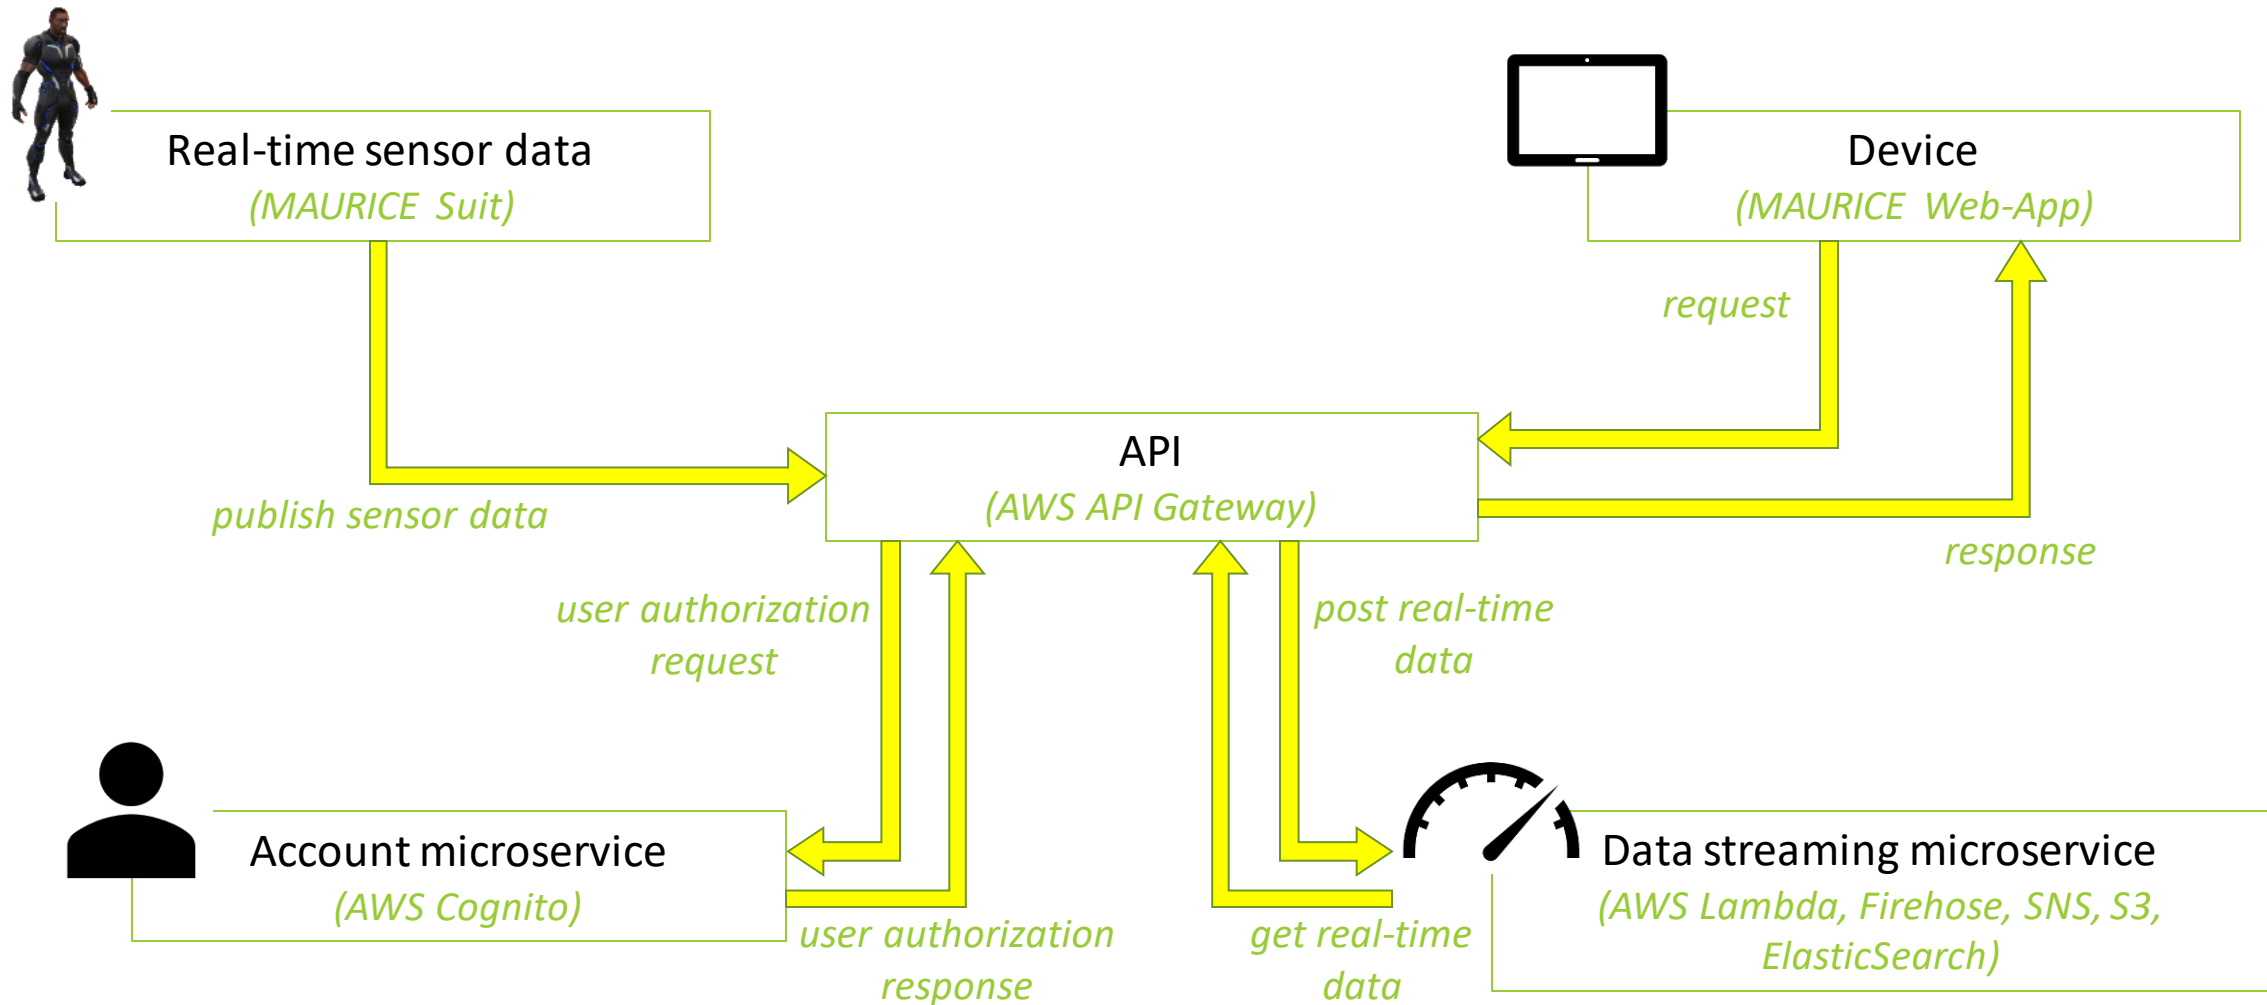 Real-time sensor data
(MAURICE Suit)
Device
(MAURICE Web-App)
request
API
(AWS API Gateway)
publish sensor data
response
user authorization
request
post real-time
data
Account microservice
(AWS Cognito)
Data streaming microservice
(AWS Lambda, Firehose, SNS, S3,
ElasticSearch)
user authorization
response
get real-time
data